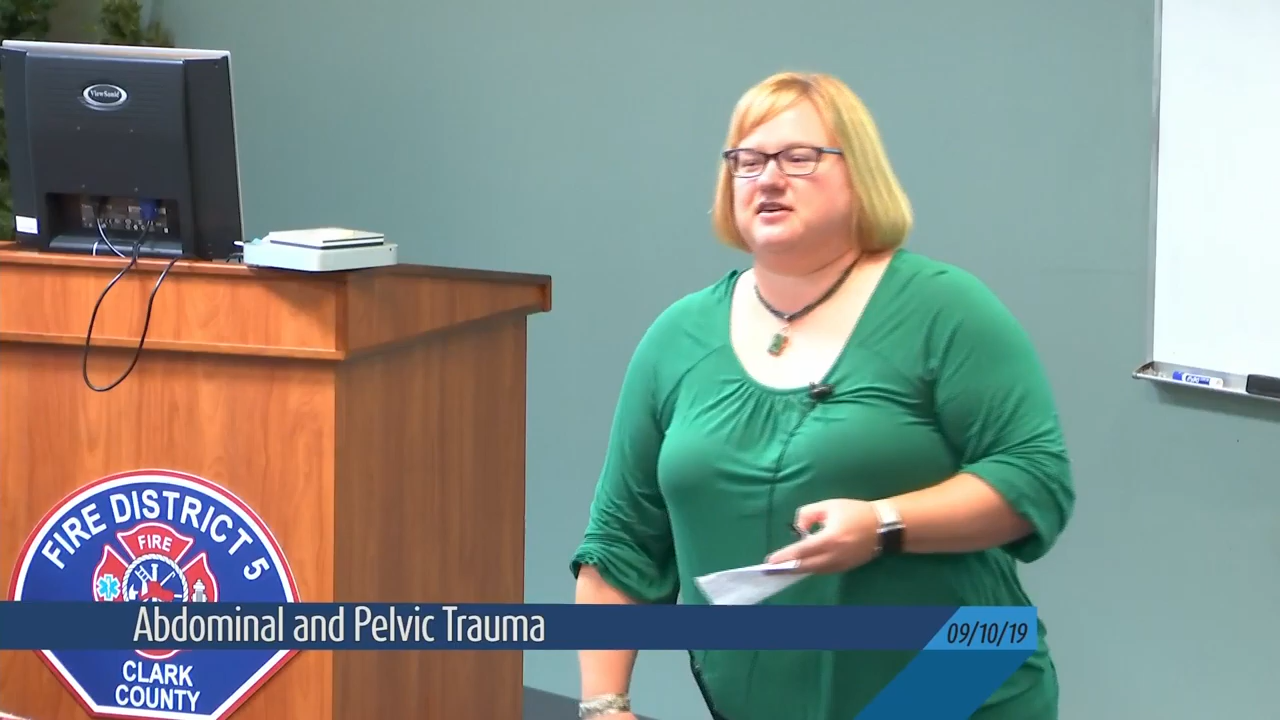 ViewSonic
FIRE DISTRICT 5
FIRE
Abdominal and Pelvic Trauma
09/10/19
CLARK
COUNTY